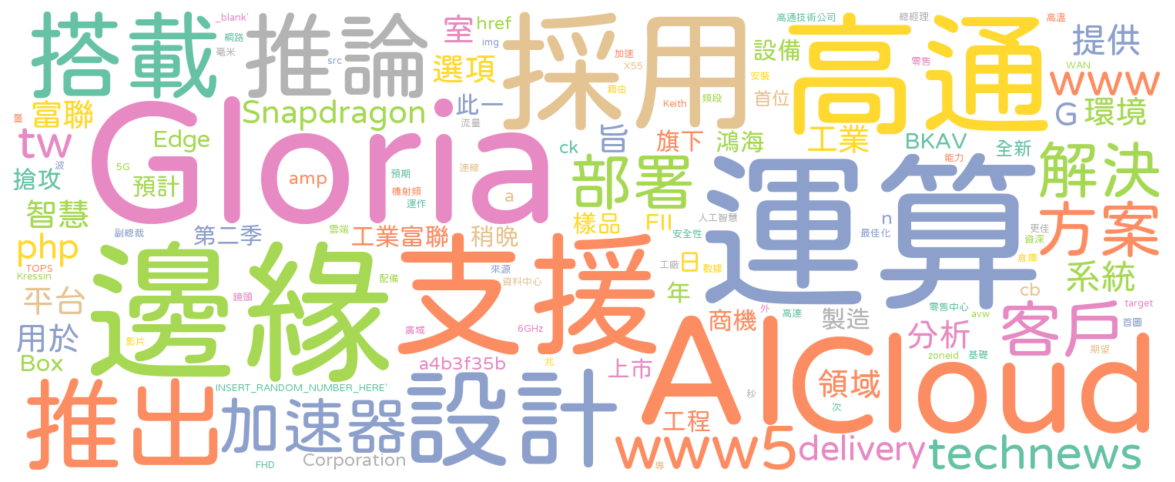 搭載
推論
採用
高通
Gloria
運算
邊緣
支援
AI
Cloud
推出
設計
加速器
www5
delivery
technews
解決
方案
客戶
部署
Snapdragon
富聯
tw
搶攻
智慧
php
平台
用於
Box
Edge
預計
第二季
工業富聯
稍晚
室
href
選項
此一
設備
工業
提供
www
G
環境
旨
旗下
鴻海
首位
BKAV
全新
樣品
FII
日
年
系統
商機
製造
分析
cb
上市
領域
工程
a4b3f35b
Corporation
ck
amp
a
n
_blank'
網路
毫米
src
img
流量
加速
X55
藉由
Keith
頻段
安裝
高通技術公司
總經理
零售
高溫
WAN
能力
波
5G
副總裁
TOPS
Kressin
影片
鏡頭
雲端
配備
預期
機射頻
運作
連線
來源
資料中心
廣域
6GHz
工廠
數據
安全性
人工智慧
最佳化
更佳
資深
倉庫
外
高達
零售中心
avw
target
首圖
zoneid
基礎
期望
秒
次
INSERT_RANDOM_NUMBER_HERE'
FHD